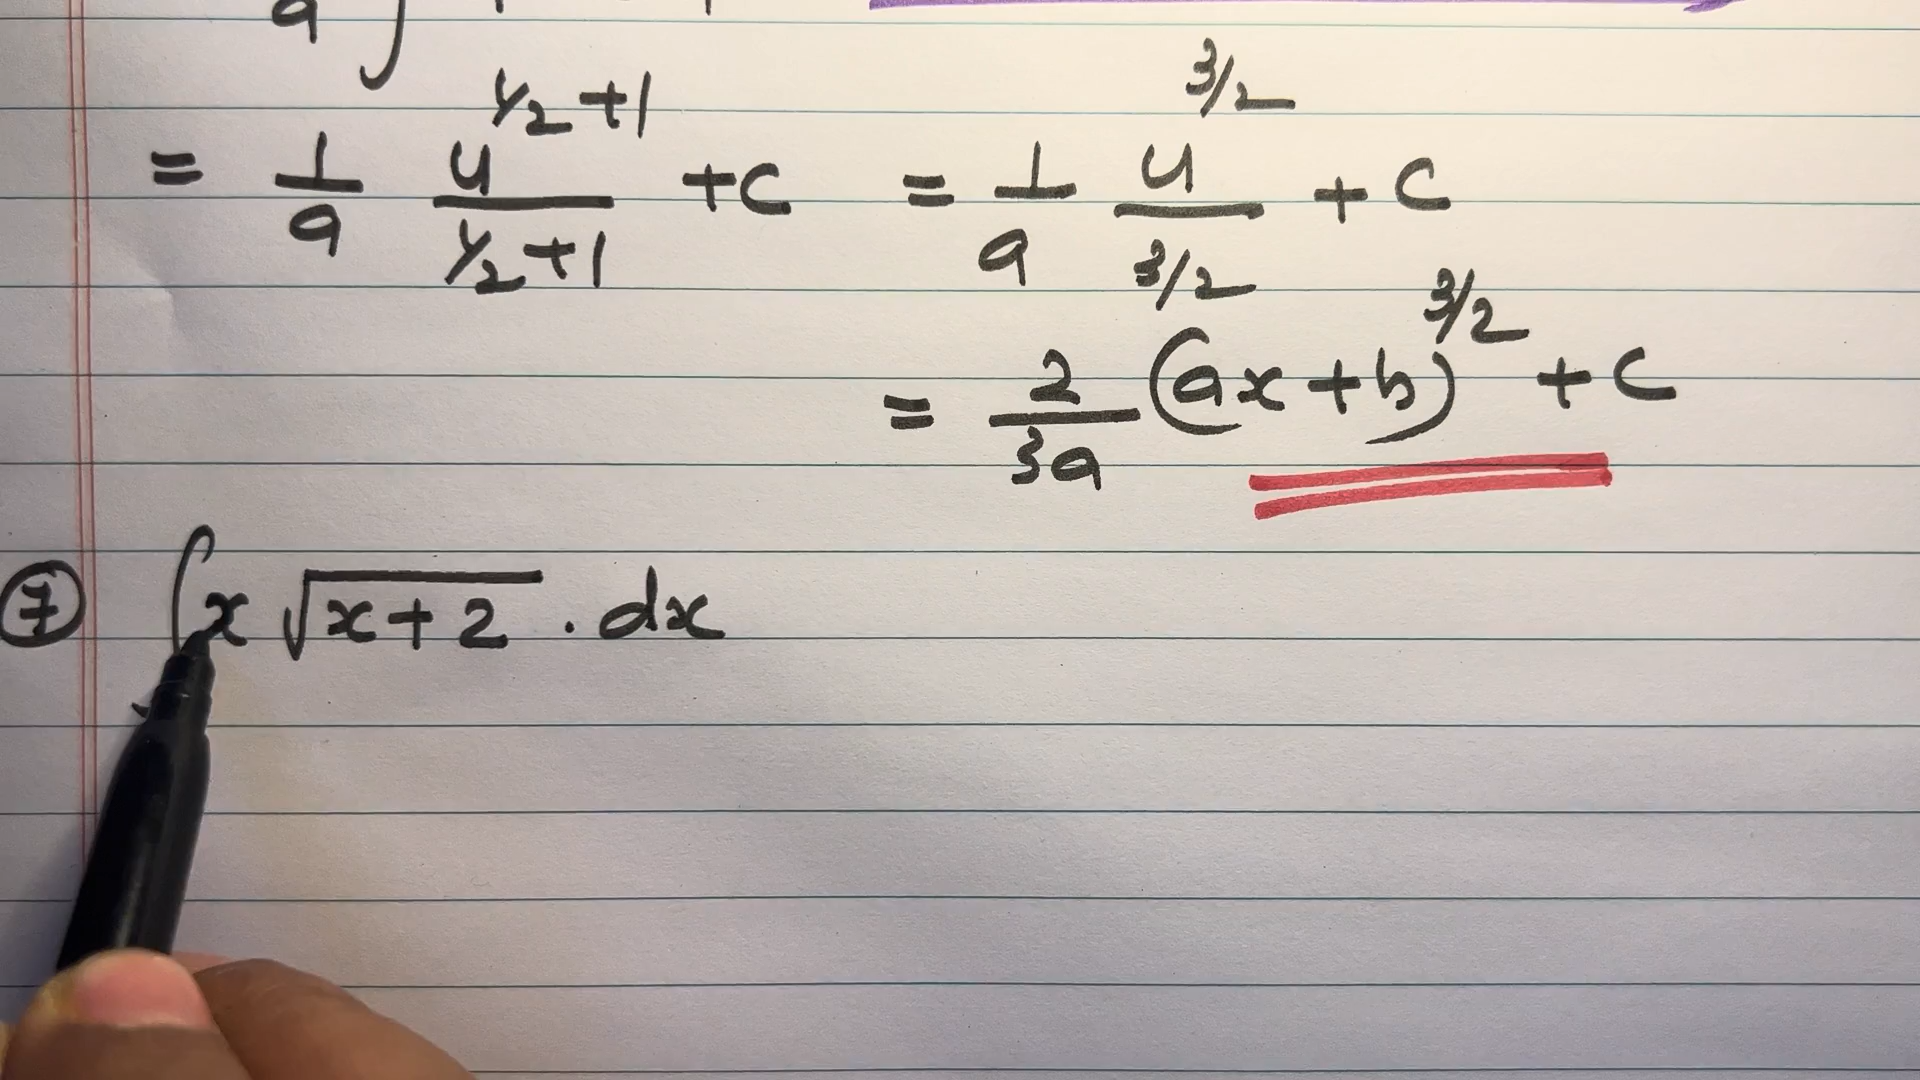 = 1/a u^(1/2+1)/(1/2+1) +c = 1/a u^(3/2)/(3/2) + c
= 2/3a (ax+b)^3/2 + c
⑦ ∫x √(x+2) . dx